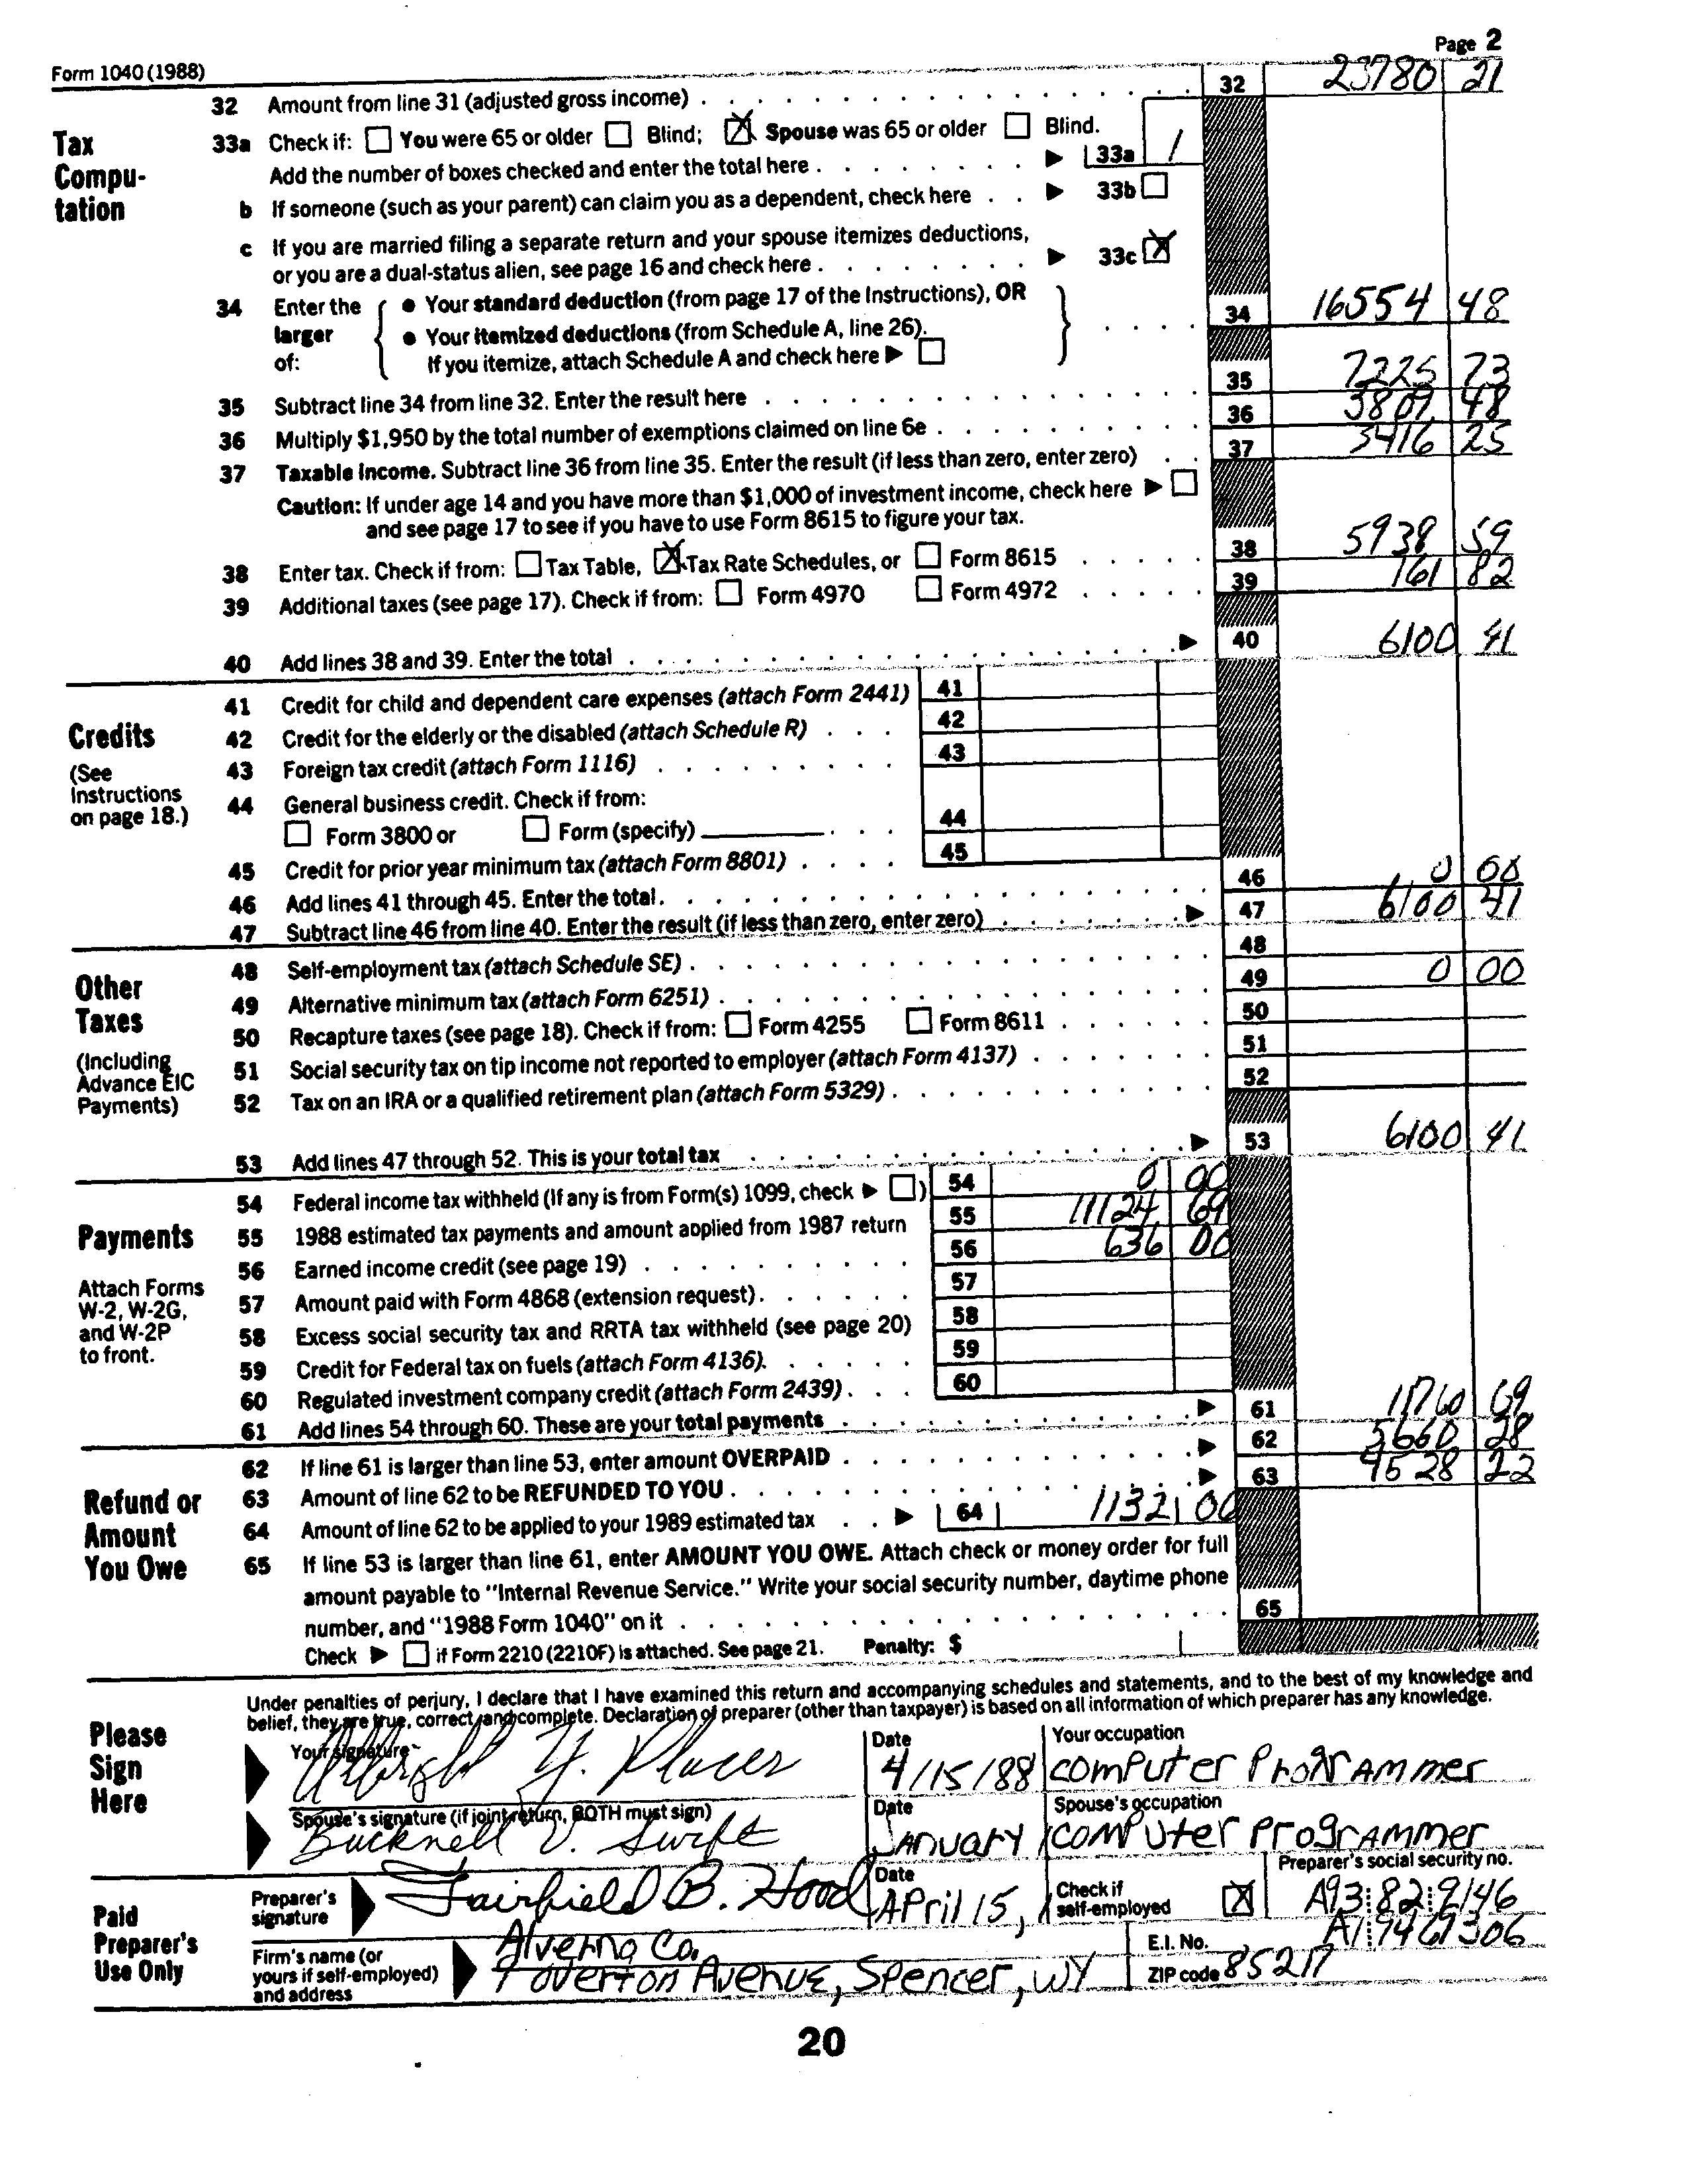 Form 1040 (1988)
Page 2
32 Amount from line 31 (adjusted gross income) 32 23780 21
Tax Compu-tation
33a Check if: You were 65 or older Blind; Spouse was 65 or older Blind.
Add the number of boxes checked and enter the total here 33a 1
b If someone (such as your parent) can claim you as a dependent, check here 33b
c If you are married filing a separate return and your spouse itemizes deductions,
or you are a dual-status alien, see page 16 and check here 33c
34 Enter the larger of: • Your standard deduction (from page 17 of the Instructions), OR
• Your itemized deductions (from Schedule A, line 26). 34 16554 48
If you itemize, attach Schedule A and check here
35 Subtract line 34 from line 32. Enter the result here 35 7225 73
36 Multiply $1,950 by the total number of exemptions claimed on line 6e 36 3809 48
37 Taxable income. Subtract line 36 from line 35. Enter the result (if less than zero, enter zero) 37 3416 25
Caution: If under age 14 and you have more than $1,000 of investment income, check here
and see page 17 to see if you have to use Form 8615 to figure your tax.
38 Enter tax. Check if from: Tax Table, Tax Rate Schedules, or Form 8615 38 5938 59
39 Additional taxes (see page 17). Check if from: Form 4970 Form 4972 39 161 82
40 Add lines 38 and 39. Enter the total 40 6100 41
Credits
(See Instructions on page 18.)
41 Credit for child and dependent care expenses (attach Form 2441) 41
42 Credit for the elderly or the disabled (attach Schedule R) 42
43 Foreign tax credit (attach Form 1116) 43
44 General business credit. Check if from:
Form 3800 or Form (specify) 44
45 Credit for prior year minimum tax (attach Form 8801) 45
46 Add lines 41 through 45. Enter the total 46 0 00
47 Subtract line 46 from line 40. Enter the result (if less than zero, enter zero) 47 6100 41
Other Taxes
(Including Advance EIC Payments)
48 Self-employment tax (attach Schedule SE) 48
49 Alternative minimum tax (attach Form 6251) 49 0 00
50 Recapture taxes (see page 18). Check if from: Form 4255 Form 8611 50
51 Social security tax on tip income not reported to employer (attach Form 4137) 51
52 Tax on an IRA or a qualified retirement plan (attach Form 5329) 52
53 Add lines 47 through 52. This is your total tax 53 6100 41
Payments
Attach Forms W-2, W-2G, and W-2P to front.
54 Federal income tax withheld (If any is from Form(s) 1099, check ) 54 0 00
55 1988 estimated tax payments and amount applied from 1987 return 55 11124 69
56 Earned income credit (see page 19) 56 636 00
57 Amount paid with Form 4868 (extension request) 57
58 Excess social security tax and RRTA tax withheld (see page 20) 58
59 Credit for Federal tax on fuels (attach Form 4136) 59
60 Regulated investment company credit (attach Form 2439) 60
61 Add lines 54 through 60. These are your total payments 61 11760 69
Refund or Amount You Owe
62 If line 61 is larger than line 53, enter amount OVERPAID 62 5660 28
63 Amount of line 62 to be REFUNDED TO YOU 63 4528 22
64 Amount of line 62 to be applied to your 1989 estimated tax 64 1132 06
65 If line 53 is larger than line 61, enter AMOUNT YOU OWE. Attach check or money order for full
amount payable to "Internal Revenue Service." Write your social security number, daytime phone
number, and "1988 Form 1040" on it 65
Check if Form 2210 (2210F) is attached. See page 21. Penalty: $
Please Sign Here
Under penalties of perjury, I declare that I have examined this return and accompanying schedules and statements, and to the best of my knowledge and
belief, they are true, correct, and complete. Declaration of preparer (other than taxpayer) is based on all information of which preparer has any knowledge.
Your signature Date Your occupation
Albright Y. Placer 4/15/88 computer Programmer
Spouse's signature (if joint return, BOTH must sign) Date Spouse's occupation
Bucknell V. Swift January computer Programmer
Paid Preparer's Use Only
Preparer's signature Date Check if self-employed Preparer's social security no.
Fairfield B. Hood April 15, A93 82 9146
Firm's name (or yours if self-employed) and address E.I. No. A1 9469306
Alverno Co.
9 Overton Avenue, Spencer, WY ZIP code 85217
20